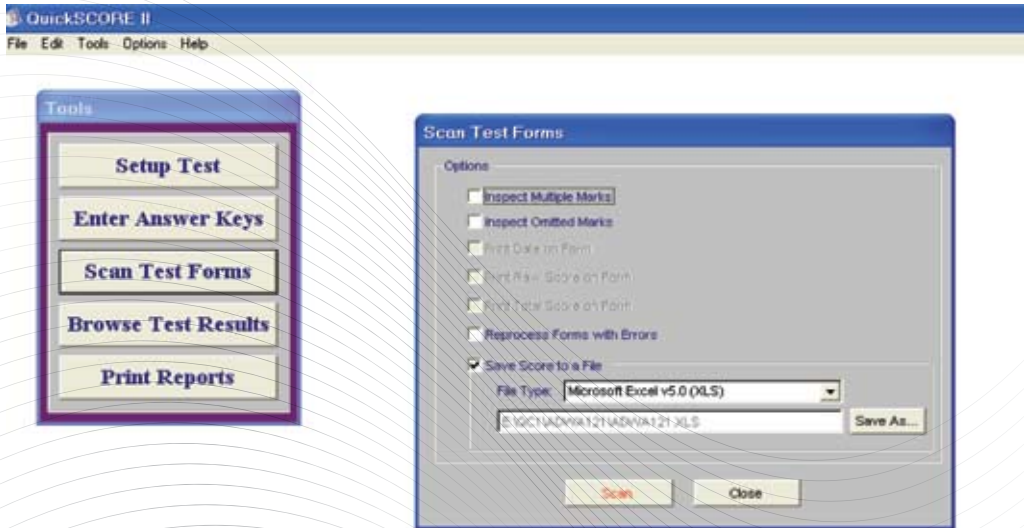 QuickSCORE II
File Edit Tools Options Help
Tools
Setup Test
Enter Answer Keys
Scan Test Forms
Browse Test Results
Print Reports
Scan Test Forms
Options
Inspect Multiple Marks
Inspect Omitted Marks
Print Date on Form
Print Raw Score on Form
Print Total Score on Form
Reprocess Forms with Errors
Save Score to a File
File Type: Microsoft Excel v5.0 (XLS)
Save As...
Scan Close